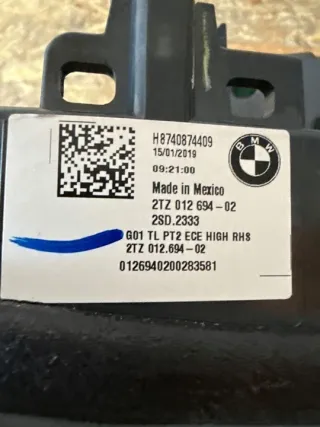 H8740874409
15/01/2019
BMW
09:21:00
Made in Mexico
2TZ 012 694-02
2SD.2333
G01 TL PT2 ECE HIGH RHS
2TZ 012.694-02
0126940200283581